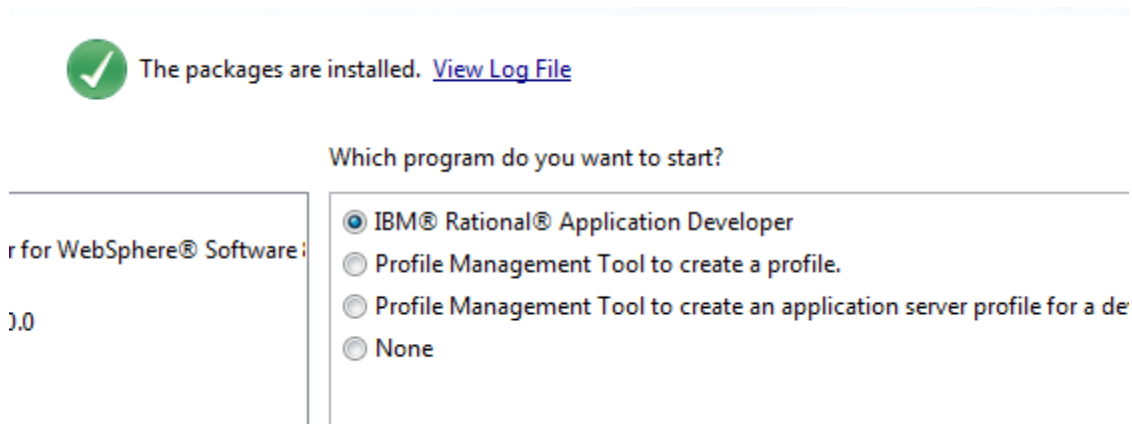 The packages are installed. View Log File
Which program do you want to start?
IBM® Rational® Application Developer
r for WebSphere® Software
Profile Management Tool to create a profile.
Profile Management Tool to create an application server profile for a
0.0
None